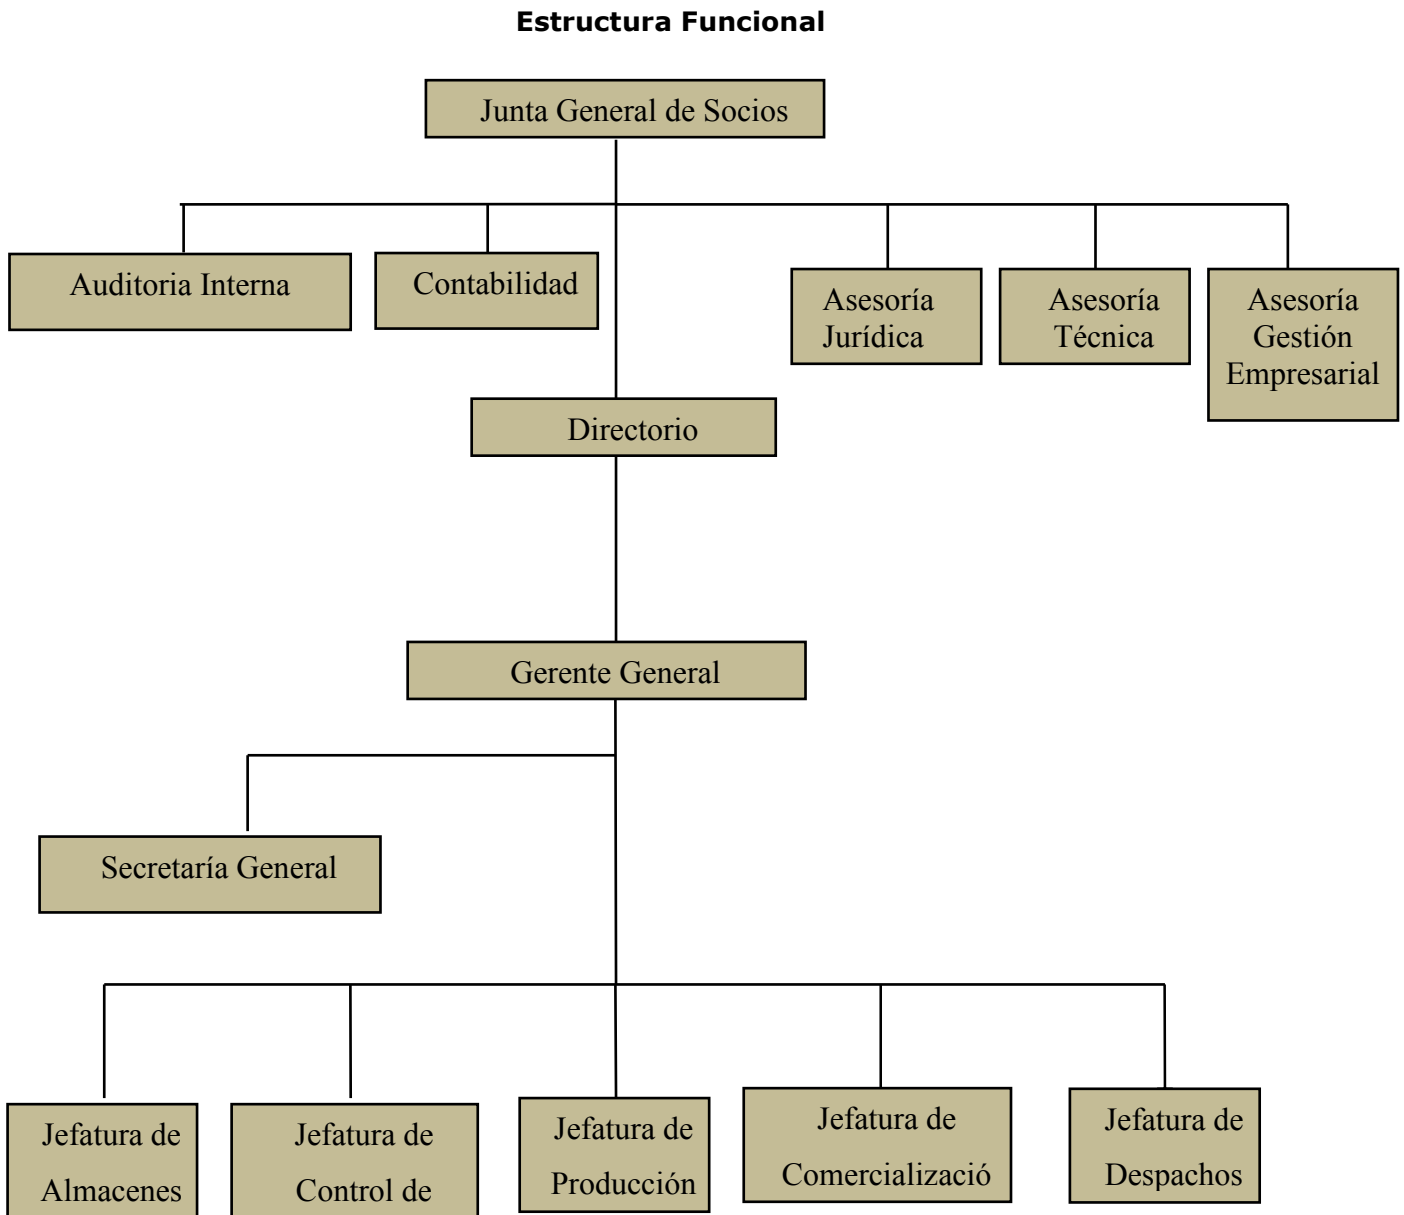 Estructura Funcional
Junta General de Socios
Auditoria Interna
Contabilidad
Asesoría
Jurídica
Asesoría
Técnica
Asesoría
Gestión
Empresarial
Directorio
Gerente General
Secretaría General
Jefatura de
Almacenes
Jefatura de
Control de
Jefatura de
Producción
Jefatura de
Comercializació
Jefatura de
Despachos